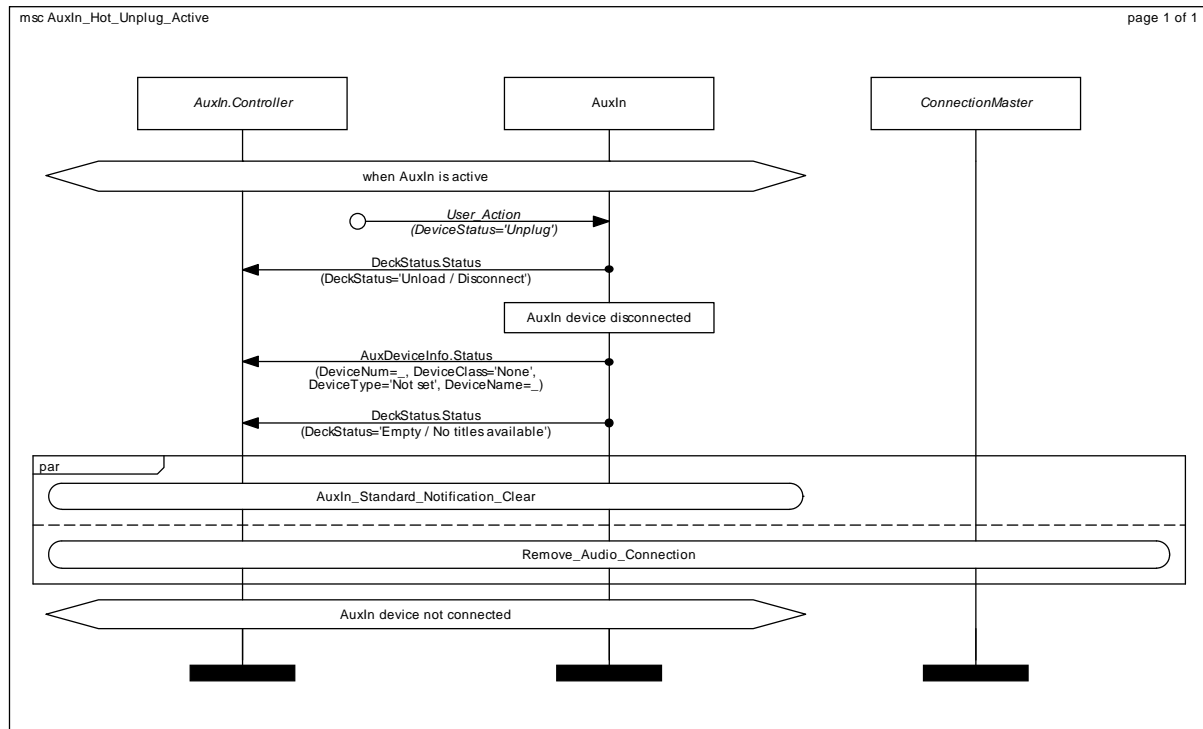 msc AuxIn_Hot_Unplug_Active
page 1 of 1
AuxIn.Controller
AuxIn
ConnectionMaster
when AuxIn is active
User_Action
(DeviceStatus='Unplug')
DeckStatus.Status
(DeckStatus='Unload / Disconnect')
AuxIn device disconnected
AuxDeviceInfo.Status
(DeviceNum=_, DeviceClass='None',
DeviceType='Not set', DeviceName=_)
DeckStatus.Status
(DeckStatus='Empty / No titles available')
par
AuxIn_Standard_Notification_Clear
Remove_Audio_Connection
AuxIn device not connected